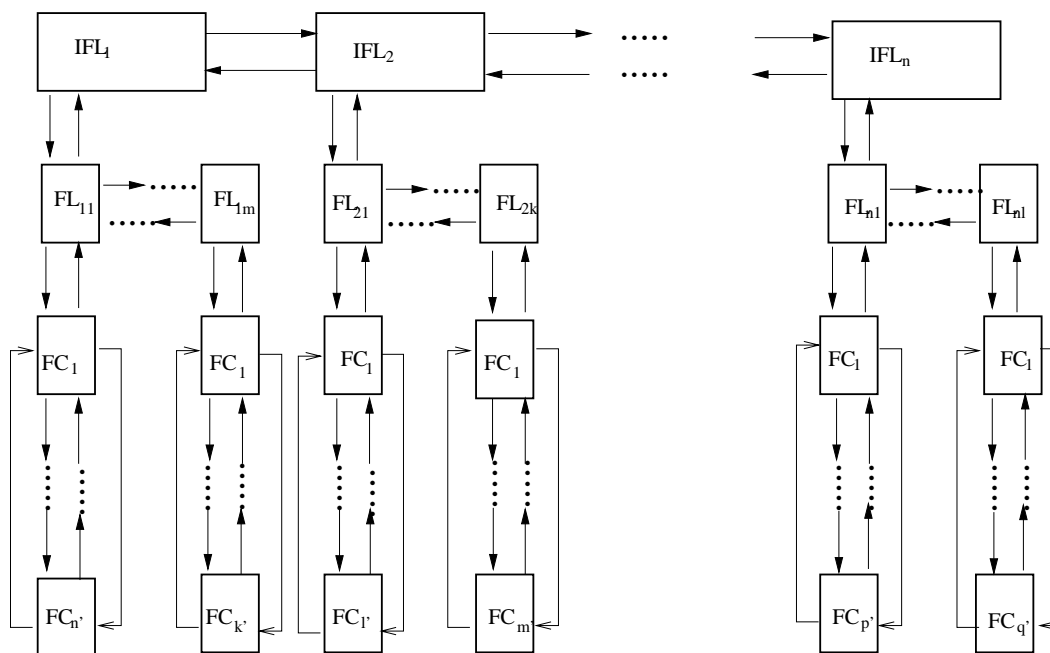 IFL1 IFL2 ..... IFLn
.....
FL11 ..... FL1m FL21 ..... FL2k FLn1 ..... FLnl
..... ..... .....
FC1 FC1 FC1 FC1 FC1 FC1
FCn' FCk' FCl' FCm' FCp' FCq'